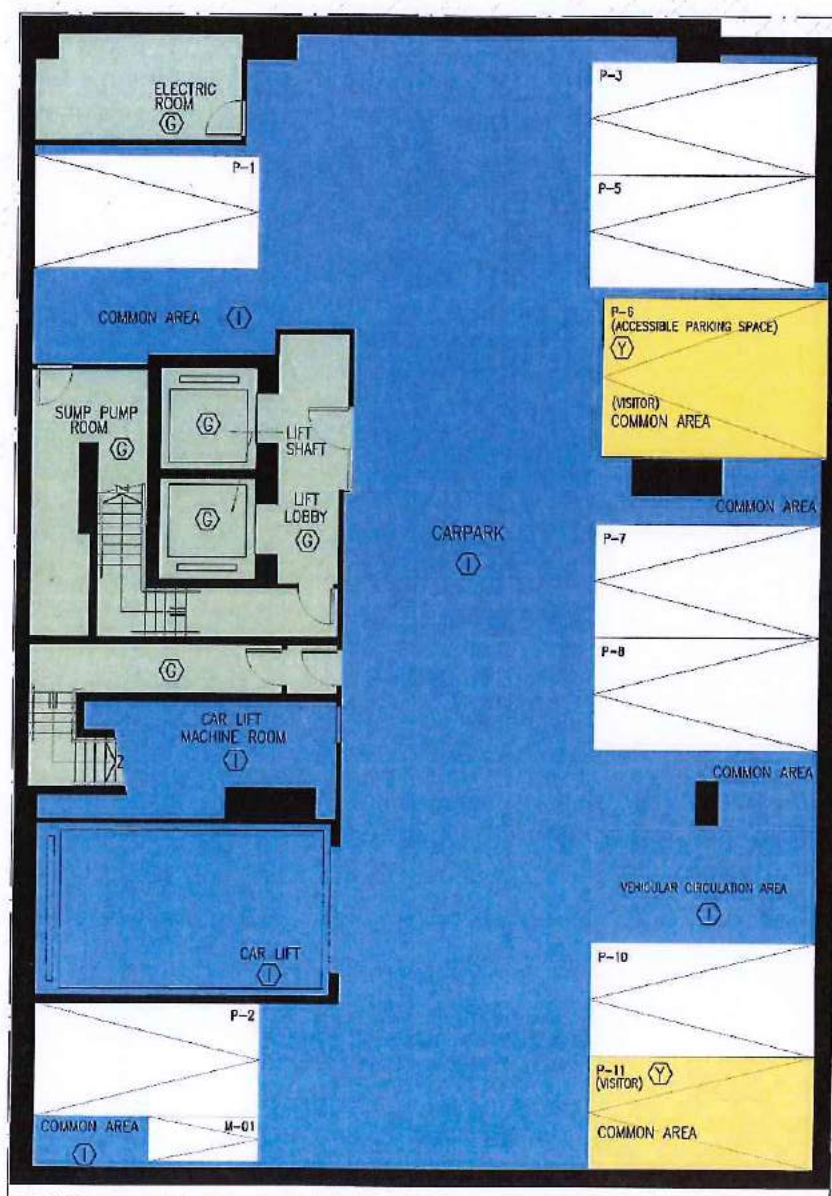 ELECTRIC
ROOM
G
P-3
P-1
P-5
COMMON AREA I
P-6
(ACCESSIBLE PARKING SPACE)
Y
(VISITOR)
COMMON AREA
SUMP PUMP
ROOM
G
G
LIFT
SHAFT
G
LIFT
LOBBY
G
COMMON AREA
CARPARK
I
P-7
P-8
G
CAR LIFT
MACHINE ROOM
I
2
COMMON AREA
VEHICULAR CIRCULATION AREA
I
CAR LIFT
I
P-10
P-2
P-11 Y
(VISITOR)
COMMON AREA
M-01
COMMON AREA
I